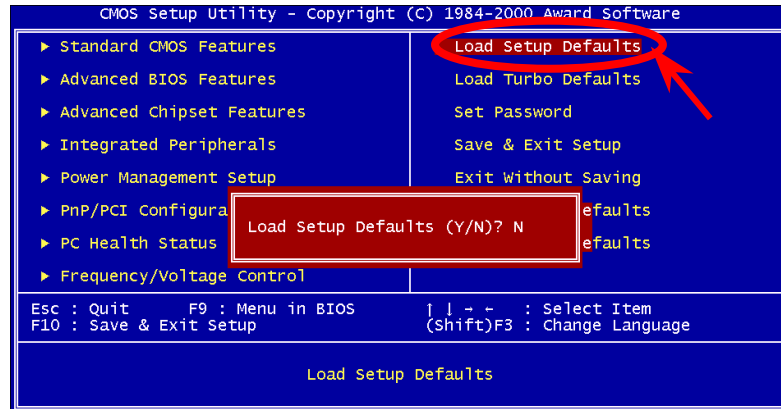 CMOS Setup Utility – Copyright (C) 1984–2000 Award Software
▶ Standard CMOS Features
▶ Advanced BIOS Features
▶ Advanced Chipset Features
▶ Integrated Peripherals
▶ Power Management Setup
▶ PnP/PCI Configura
▶ PC Health Status
▶ Frequency/Voltage Control
Load Setup Defaults
Load Turbo Defaults
Set Password
Save & Exit Setup
Exit Without Saving
efaults
efaults
Load Setup Defaults (Y/N)? N
Esc : Quit F9 : Menu in BIOS ↑ ↓ → ← : Select Item
F10 : Save & Exit Setup (Shift)F3 : Change Language
Load Setup Defaults